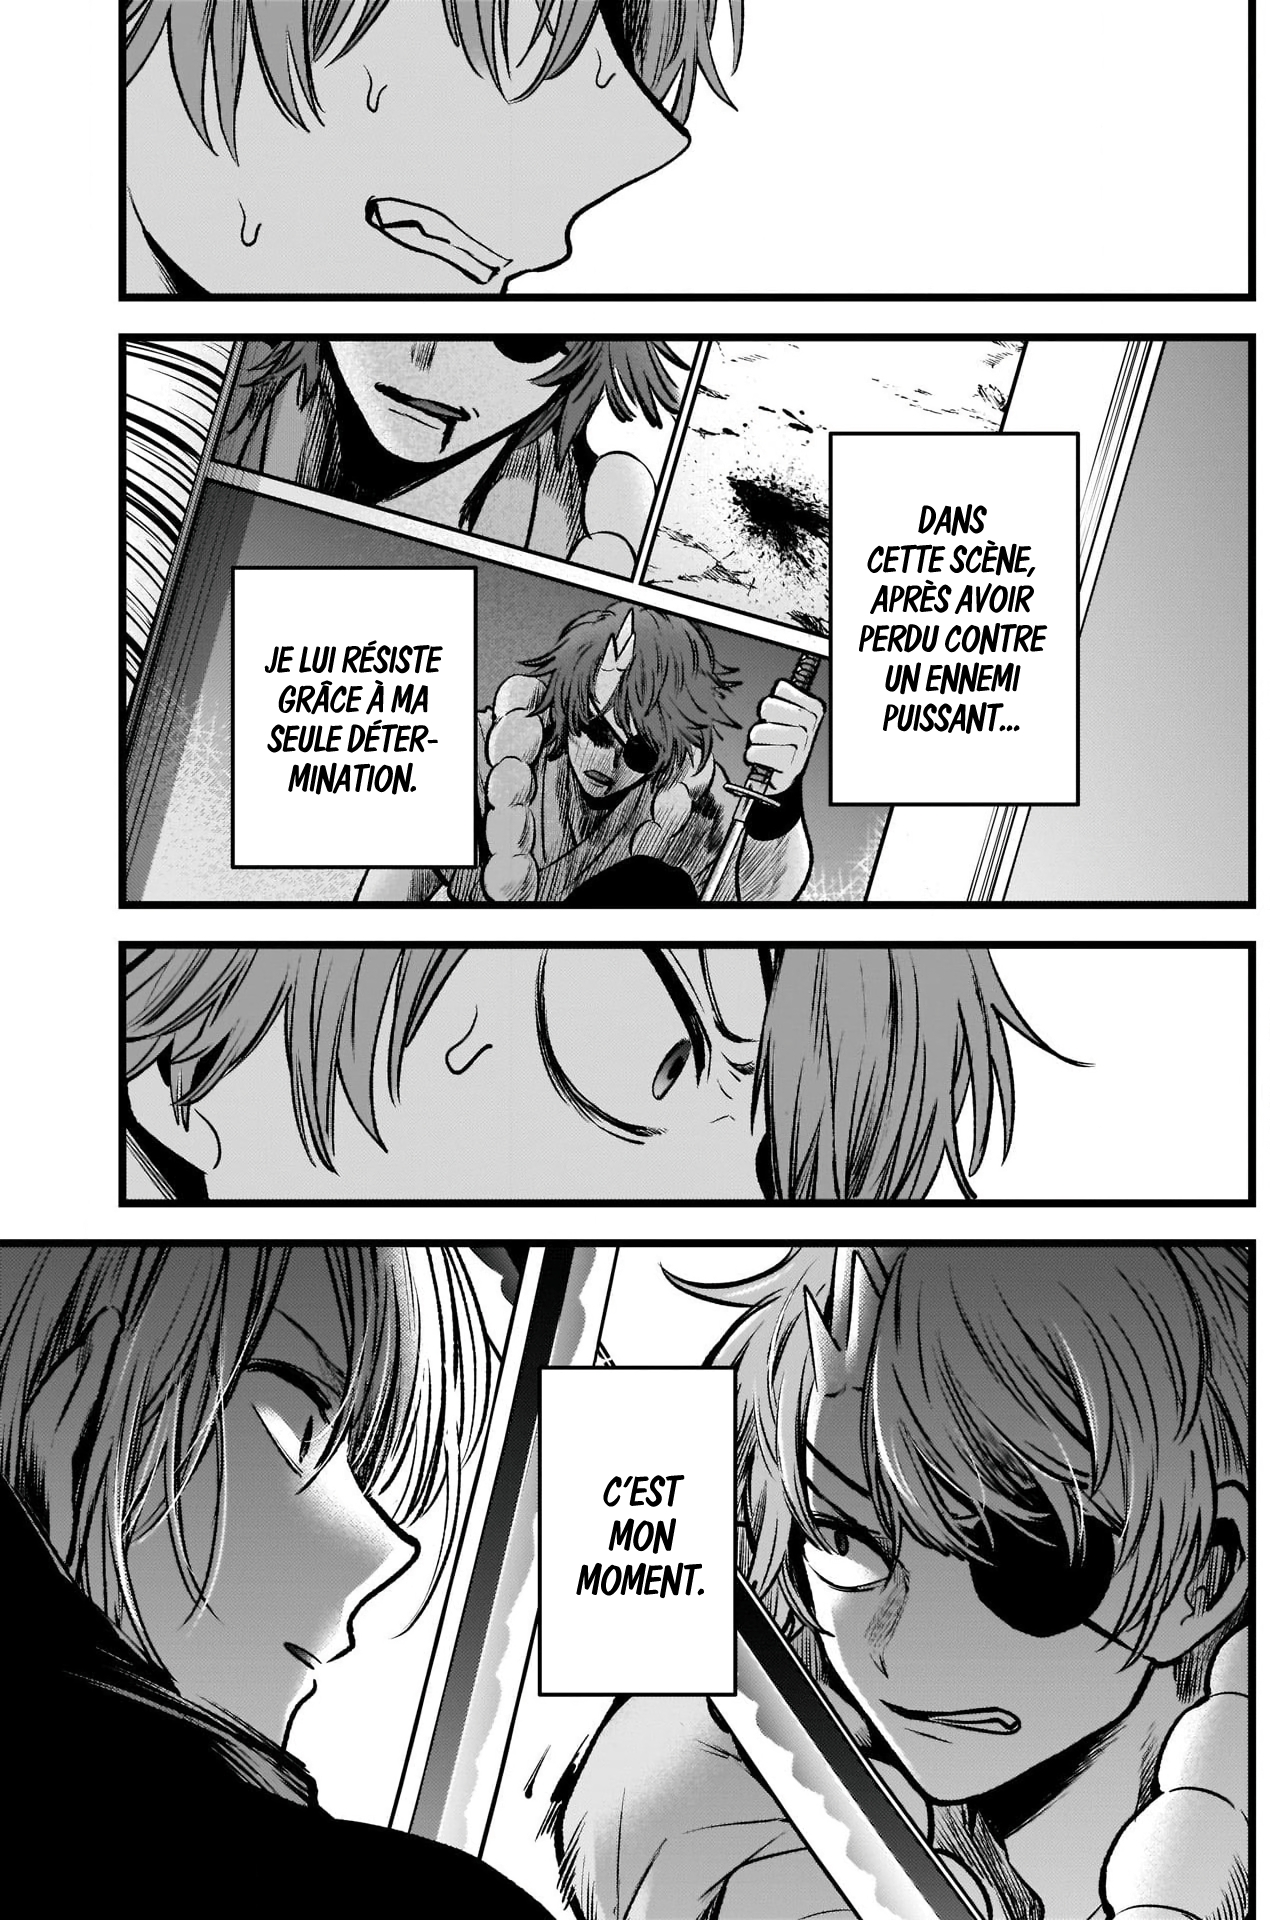 DANS
CETTE SCÈNE,
APRÈS AVOIR
PERDU CONTRE
UN ENNEMI
PUISSANT...
JE LUI RÉSISTE
GRÂCE À MA
SEULE DÉTER-
MINATION.
C'EST
MON
MOMENT.